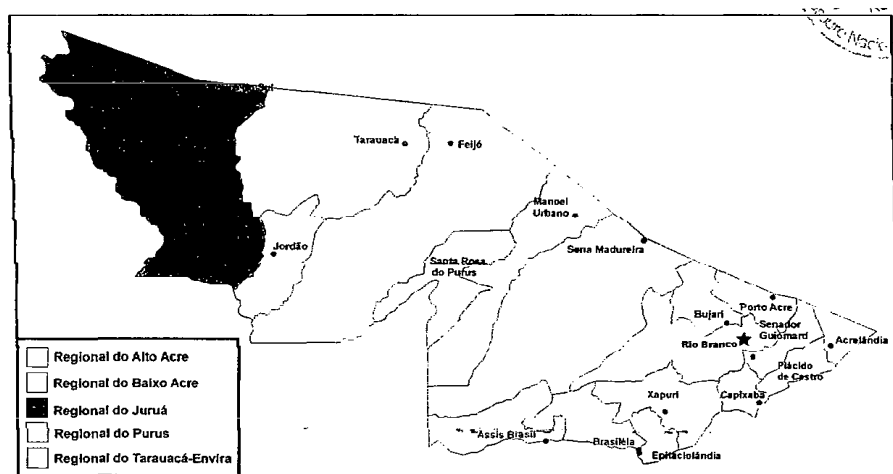 Tarauacá
Feijó
Manoel
Urbano
Jordão
Sena Madureira
Santa Rosa
do Purus
Porto Acre
Bujari
Senador
Guiomard
Rio Branco
Acrelândia
Plácido
de Castro
Xapuri
Capixaba
Assis Brasil
Brasiléia
Epitaciolândia
Regional do Alto Acre
Regional do Baixo Acre
Regional do Juruá
Regional do Purus
Regional do Tarauacá-Envira